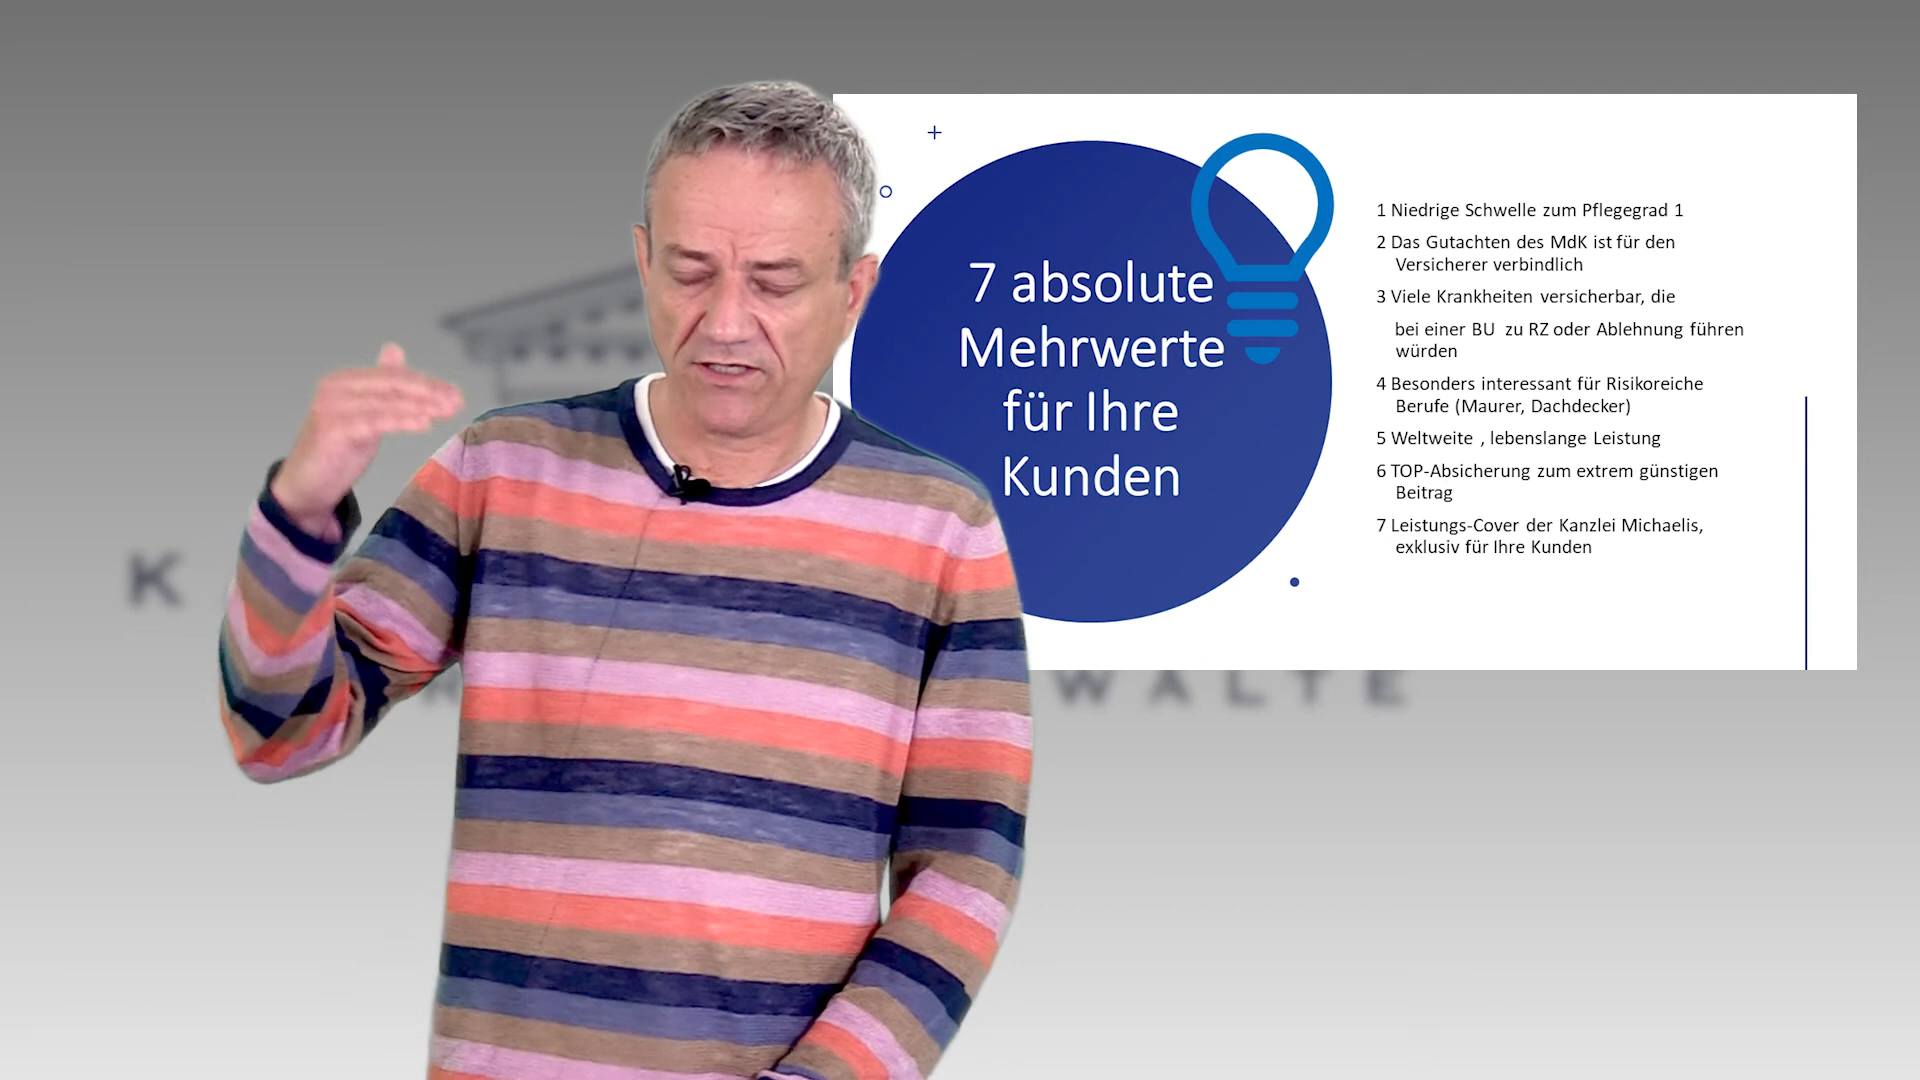 7 absolute
Mehrwerte
für Ihre
Kunden
1 Niedrige Schwelle zum Pflegegrad 1
2 Das Gutachten des MdK ist für den
Versicherer verbindlich
3 Viele Krankheiten versicherbar, die
bei einer BU zu RZ oder Ablehnung führen
würden
4 Besonders interessant für Risikoreiche
Berufe (Maurer, Dachdecker)
5 Weltweite , lebenslange Leistung
6 TOP-Absicherung zum extrem günstigen
Beitrag
7 Leistungs-Cover der Kanzlei Michaelis,
exklusiv für Ihre Kunden
K
WÄLTE